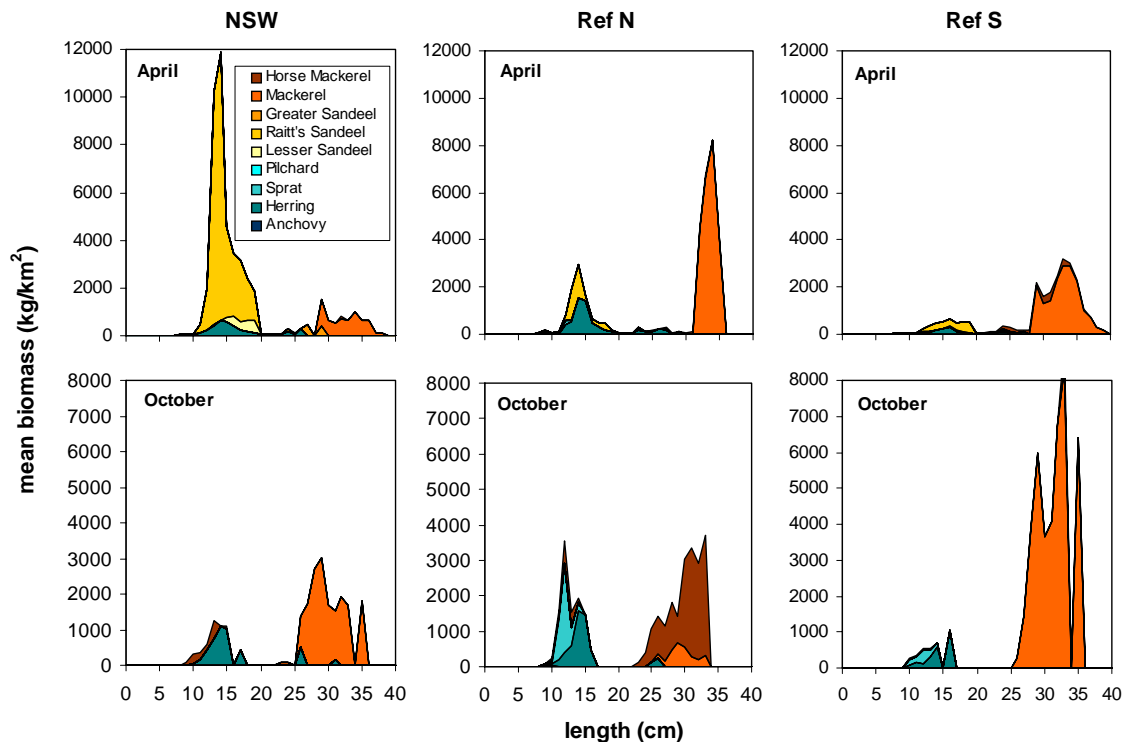 NSW
Ref N
Ref S
mean biomass (kg/km²)
12000
10000
8000
6000
4000
2000
0
April
Horse Mackerel
Mackerel
Greater Sandeel
Raitt's Sandeel
Lesser Sandeel
Pilchard
Sprat
Herring
Anchovy
12000
10000
8000
6000
4000
2000
0
April
12000
10000
8000
6000
4000
2000
0
April
8000
7000
6000
5000
4000
3000
2000
1000
0
October
0 5 10 15 20 25 30 35 40
8000
7000
6000
5000
4000
3000
2000
1000
0
October
0 5 10 15 20 25 30 35 40
8000
7000
6000
5000
4000
3000
2000
1000
0
October
0 5 10 15 20 25 30 35 40
length (cm)